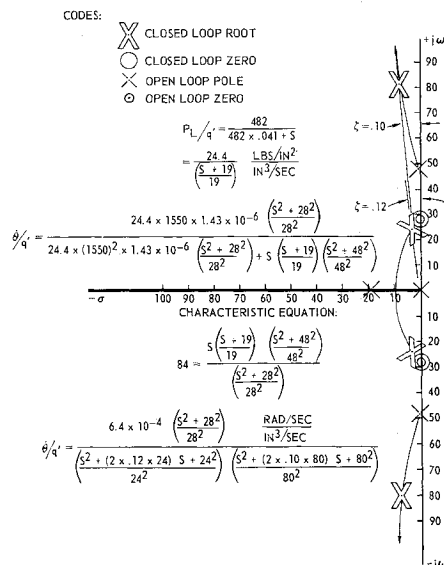 CODES:
CLOSED LOOP ROOT
CLOSED LOOP ZERO
OPEN LOOP POLE
OPEN LOOP ZERO
+jω
90
80
70
60
50
40
30
20
10
ζ = .10
ζ = .12
P_L/q' = 482 / (482 x .041 + S)
= 24.4 / ((S + 19)/19) LBS/IN² / IN³/SEC
θ̇/q' = 24.4 x 1550 x 1.43 x 10⁻⁶ ((S² + 28²)/28²) / (24.4 x (1550)² x 1.43 x 10⁻⁶ ((S² + 28²)/28²) + S ((S + 19)/19) ((S² + 48²)/48²))
-σ 100 90 80 70 60 50 40 30 20 10
CHARACTERISTIC EQUATION:
84 = S((S + 19)/19) ((S² + 48²)/48²) / ((S² + 28²)/28²)
θ̇/q' = 6.4 x 10⁻⁴ ((S² + 28²)/28²) RAD/SEC / IN³/SEC / (((S² + (2 x .12 x 24) S + 24²)/24²) ((S² + (2 x .10 x 80) S + 80²)/80²))
10
20
30
40
50
60
70
80
90